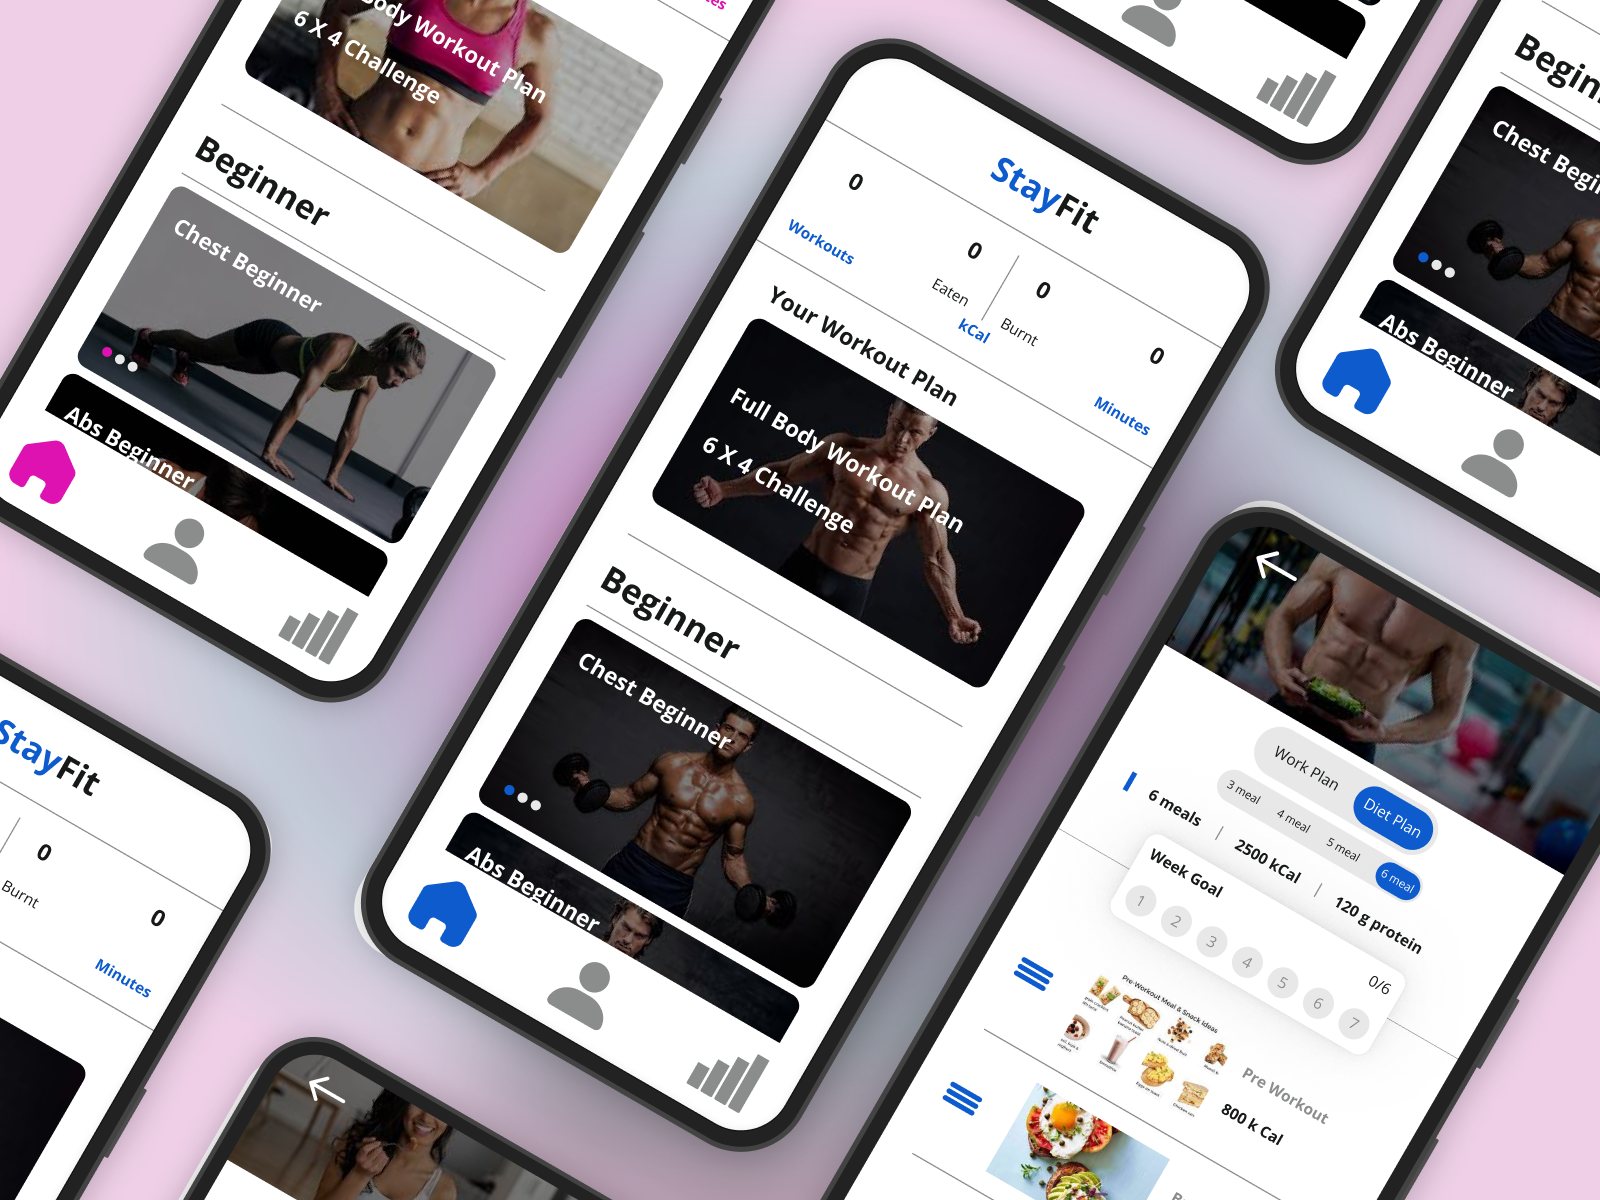 Body Workout Plan
6 X 4 Challenge
Beginner
Chest Beginner
Abs Beginner
StayFit
0
Workouts
0
Eaten
kCal
0
Burnt
0
Minutes
Your Workout Plan
Full Body Workout Plan
6 X 4 Challenge
Beginner
Chest Beginner
Abs Beginner
Chest
Abs Beginner
StayFit
0
Burnt
0
Minutes
Work Plan
Diet Plan
3 meal
4 meal
5 meal
6 meal
6 meals | 2500 kCal | 120 g protein
Week Goal
0/6
1 2 3 4 5 6 7
Pre-Workout Meal & Snack Ideas
Pre Workout
800 k Cal